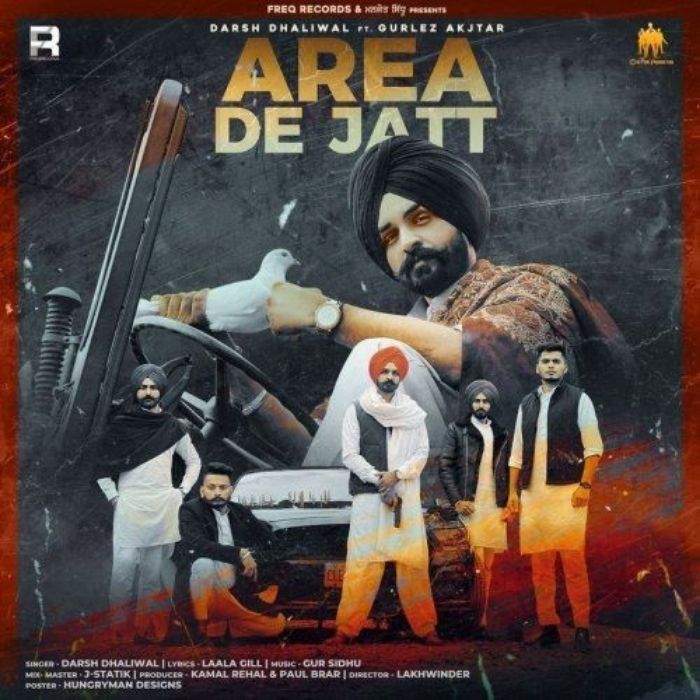 FREQ RECORDS & ਮਨਜੋਤ ਸਿੱਧੂ PRESENTS
DARSH DHALIWAL FT. GURLEZ AKJTAR
AREA
DE JATT
SINGER - DARSH DHALIWAL | LYRICS - LAALA GILL | MUSIC - GUR SIDHU
MIX- MASTER - J-STATIK | PRODUCER - KAMAL REHAL & PAUL BRAR | DIRECTOR - LAKHWINDER
POSTER - HUNGRYMAN DESIGNS